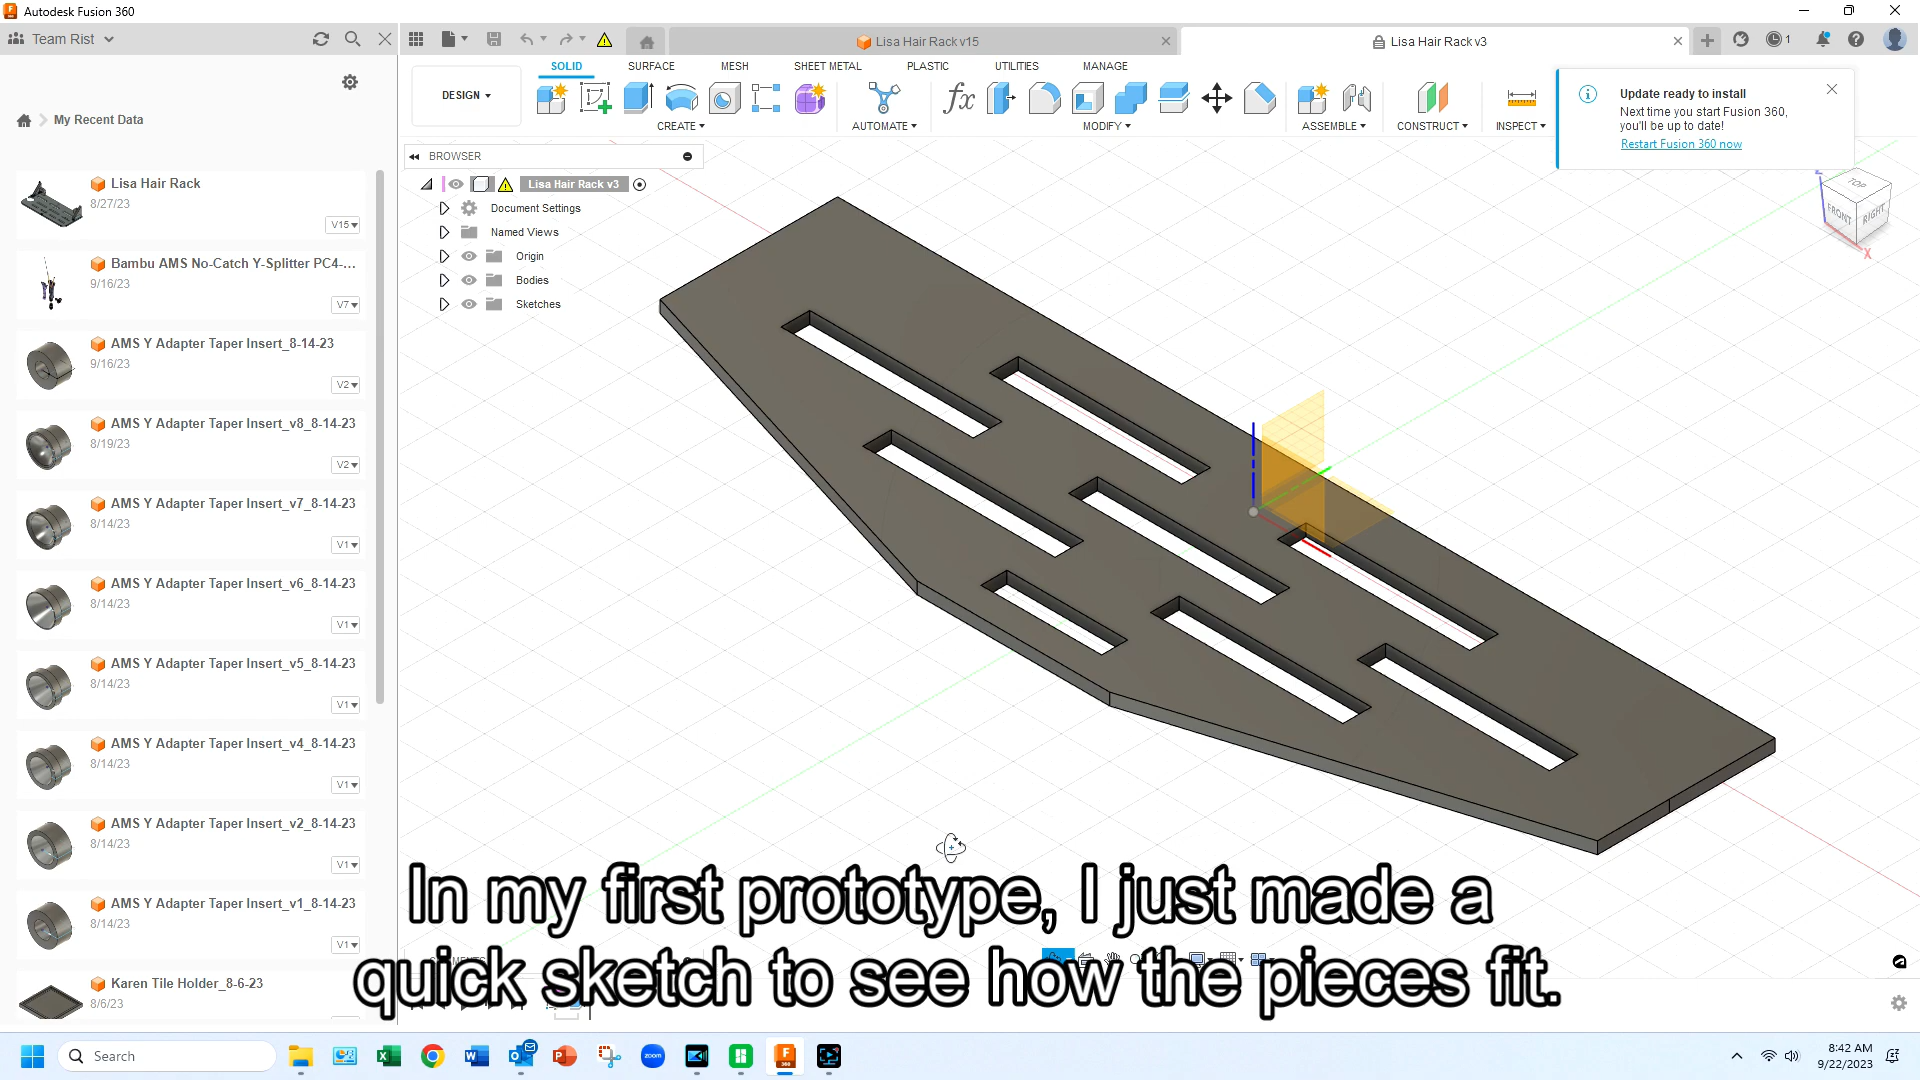 Autodesk Fusion 360
Team Rist
Lisa Hair Rack v15
Lisa Hair Rack v3
1
SOLID
SURFACE
MESH
SHEET METAL
PLASTIC
UTILITIES
MANAGE
DESIGN ▾
CREATE ▾
AUTOMATE ▾
MODIFY ▾
ASSEMBLE ▾
CONSTRUCT ▾
INSPECT ▾
Update ready to install
Next time you start Fusion 360,
you'll be up to date!
Restart Fusion 360 now
My Recent Data
BROWSER
Lisa Hair Rack v3
Document Settings
Named Views
Origin
Bodies
Sketches
Z
TOP
FRONT
RIGHT
X
Lisa Hair Rack
8/27/23
V15▾
Bambu AMS No-Catch Y-Splitter PC4-...
9/16/23
V7▾
AMS Y Adapter Taper Insert_8-14-23
9/16/23
V2▾
AMS Y Adapter Taper Insert_v8_8-14-23
8/19/23
V2▾
AMS Y Adapter Taper Insert_v7_8-14-23
8/14/23
V1▾
AMS Y Adapter Taper Insert_v6_8-14-23
8/14/23
V1▾
AMS Y Adapter Taper Insert_v5_8-14-23
8/14/23
V1▾
AMS Y Adapter Taper Insert_v4_8-14-23
8/14/23
V1▾
AMS Y Adapter Taper Insert_v2_8-14-23
8/14/23
V1▾
AMS Y Adapter Taper Insert_v1_8-14-23
8/14/23
V1▾
Karen Tile Holder_8-6-23
8/6/23
In my first prototype, I just made a
quick sketch to see how the pieces fit.
Search
zoom
8:42 AM
9/22/2023